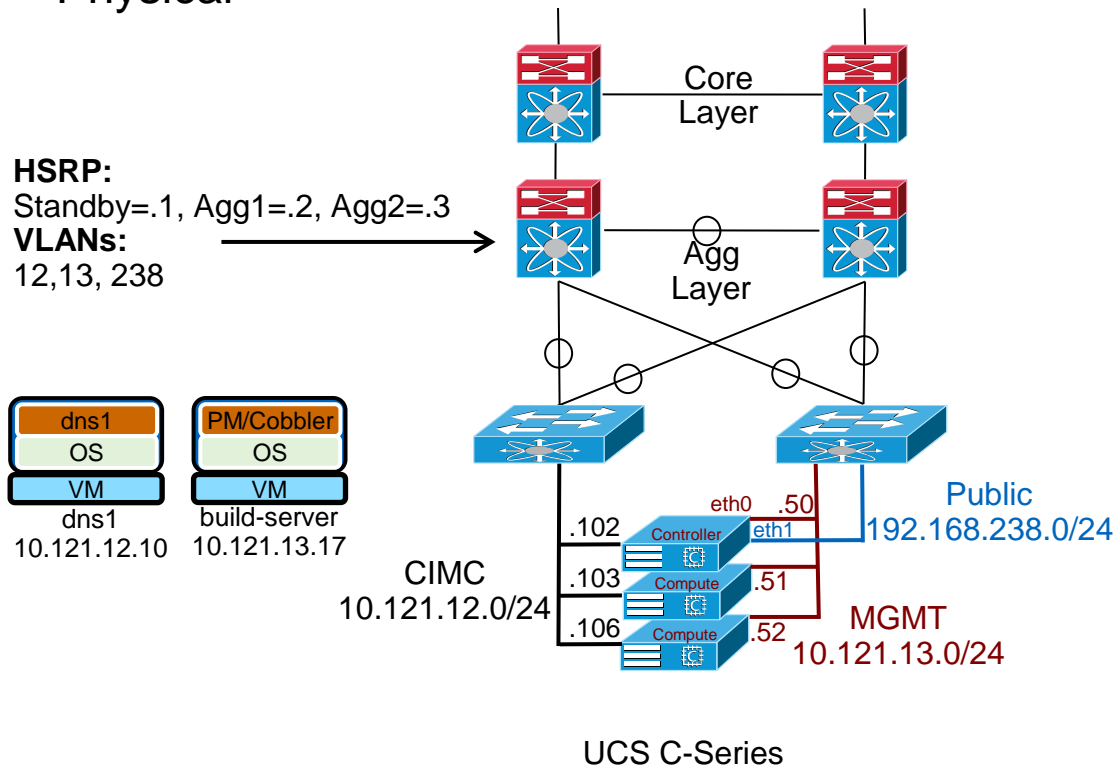 Physical
Core
Layer
HSRP:
Standby=.1, Agg1=.2, Agg2=.3
VLANs:
12,13, 238
Agg
Layer
dns1
OS
VM
dns1
10.121.12.10
PM/Cobbler
OS
VM
build-server
10.121.13.17
CIMC
10.121.12.0/24
.102
.103
.106
Controller
Compute
Compute
eth0
eth1
.50
.51
.52
Public
192.168.238.0/24
MGMT
10.121.13.0/24
UCS C-Series